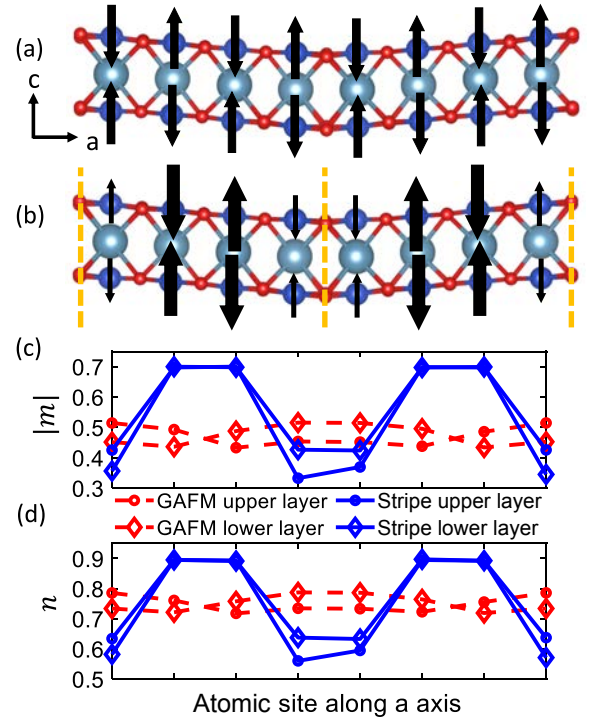 (a)
c
a
(b)
(c)
0.7
0.6
0.5
0.4
0.3
|m|
GAFM upper layer
Stripe upper layer
GAFM lower layer
Stripe lower layer
(d)
0.9
0.8
0.7
0.6
0.5
n
Atomic site along a axis